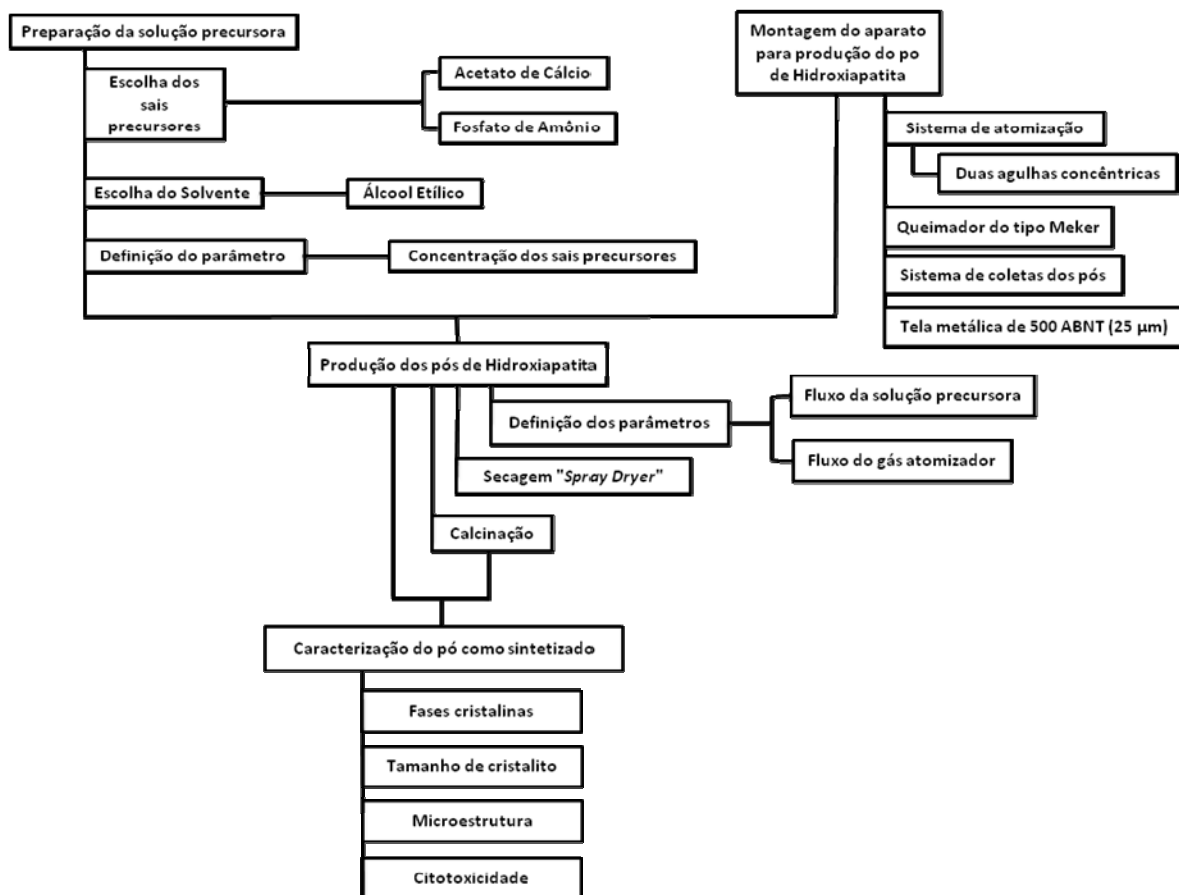 Preparação da solução precursora
Escolha dos
sais
precursores
Acetato de Cálcio
Fosfato de Amônio
Escolha do Solvente
Álcool Etílico
Definição do parâmetro
Concentração dos sais precursores
Montagem do aparato
para produção do po
de Hidroxiapatita
Sistema de atomização
Duas agulhas concêntricas
Queimador do tipo Meker
Sistema de coletas dos pós
Tela metálica de 500 ABNT (25 µm)
Produção dos pós de Hidroxiapatita
Definição dos parâmetros
Fluxo da solução precursora
Fluxo do gás atomizador
Secagem "Spray Dryer"
Calcinação
Caracterização do pó como sintetizado
Fases cristalinas
Tamanho de cristalito
Microestrutura
Citotoxicidade